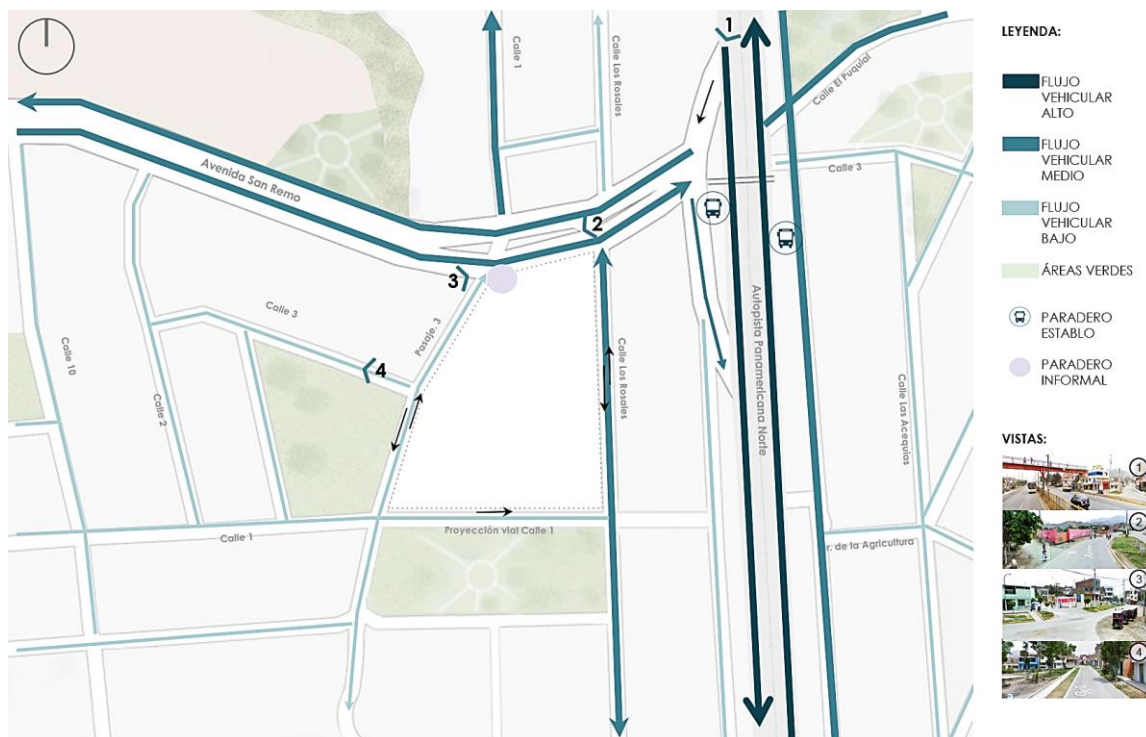 1
Calle 1
Calle Los Rosales
Calle El Puquial
Avenida San Remo
Calle 3
2
3
Calle 3
Pasaje. 3
4
Calle 10
Calle 2
Calle Los Rosales
Autopista Panamericana Norte
Calle Las Acequias
Calle 1
Proyección vial Calle 1
r. de la Agricultura
LEYENDA:
FLUJO
VEHICULAR
ALTO
FLUJO
VEHICULAR
MEDIO
FLUJO
VEHICULAR
BAJO
ÁREAS VERDES
PARADERO
ESTABLO
PARADERO
INFORMAL
VISTAS:
1
2
3
4